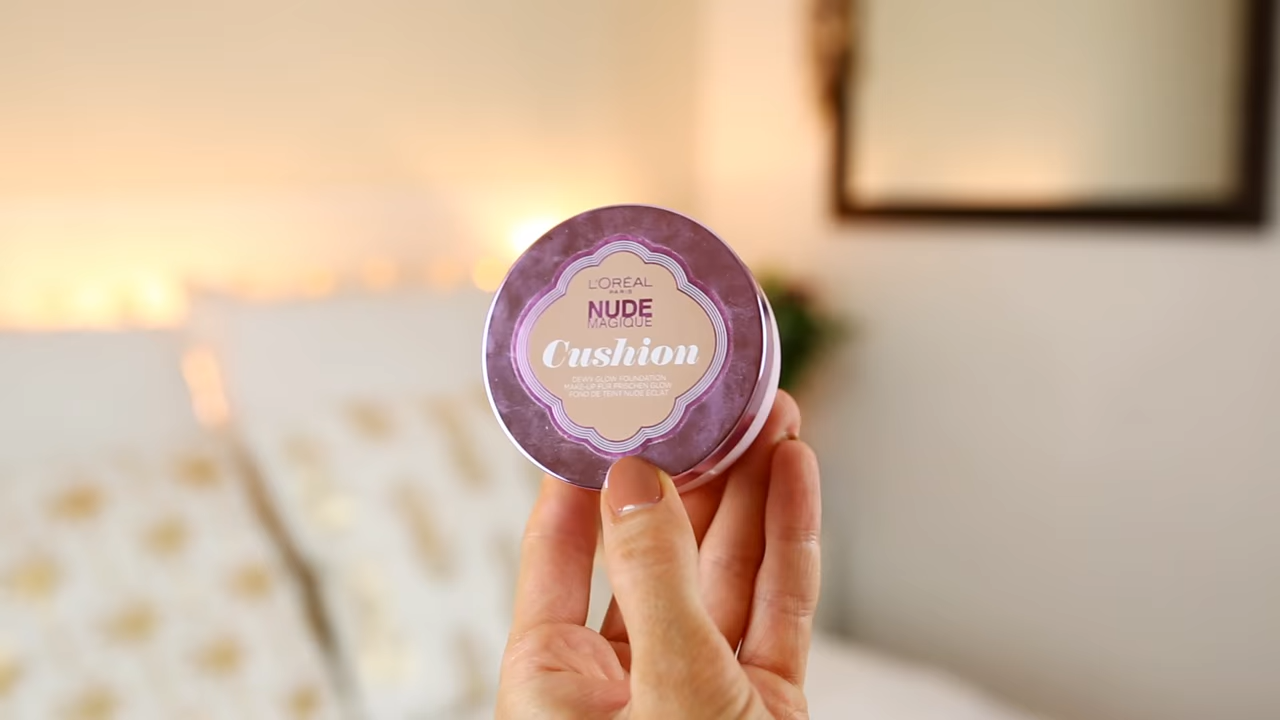 L'ORÉAL
PARIS
NUDE
MAGIQUE
Cushion
DEWY GLOW FOUNDATION
MAKE-UP FÜR FRISCHEN GLOW
FOND DE TEINT NUDE ÉCLAT